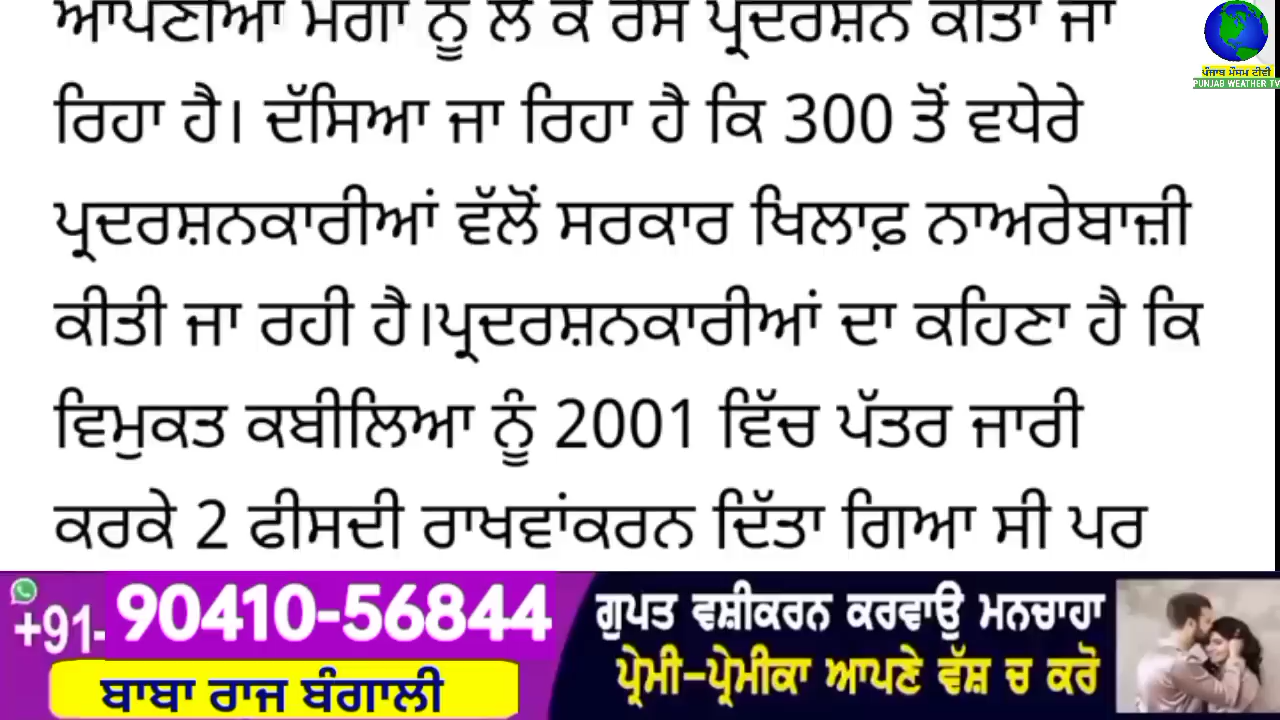 ਆਪਣੀਆਂ ਮੰਗਾਂ ਨੂੰ ਲੈ ਕੇ ਰੋਸ ਪ੍ਰਦਰਸ਼ਨ ਕੀਤਾ ਜਾ
ਰਿਹਾ ਹੈ। ਦੱਸਿਆ ਜਾ ਰਿਹਾ ਹੈ ਕਿ 300 ਤੋਂ ਵਧੇਰੇ
ਪ੍ਰਦਰਸ਼ਨਕਾਰੀਆਂ ਵੱਲੋਂ ਸਰਕਾਰ ਖਿਲਾਫ਼ ਨਾਅਰੇਬਾਜ਼ੀ
ਕੀਤੀ ਜਾ ਰਹੀ ਹੈ।ਪ੍ਰਦਰਸ਼ਨਕਾਰੀਆਂ ਦਾ ਕਹਿਣਾ ਹੈ ਕਿ
ਵਿਮੁਕਤ ਕਬੀਲਿਆ ਨੂੰ 2001 ਵਿੱਚ ਪੱਤਰ ਜਾਰੀ
ਕਰਕੇ 2 ਫੀਸਦੀ ਰਾਖਵਾਂਕਰਨ ਦਿੱਤਾ ਗਿਆ ਸੀ ਪਰ
ਪੰਜਾਬ ਮੌਸਮ ਟੀਵੀ
PUNJAB WEATHER TV
+91- 90410-56844
ਬਾਬਾ ਰਾਜ ਬੰਗਾਲੀ
ਗੁਪਤ ਵਸ਼ੀਕਰਨ ਕਰਵਾਉ ਮਨਚਾਹਾ
ਪ੍ਰੇਮੀ-ਪ੍ਰੇਮੀਕਾ ਆਪਣੇ ਵੱਸ਼ ਚ ਕਰੋ